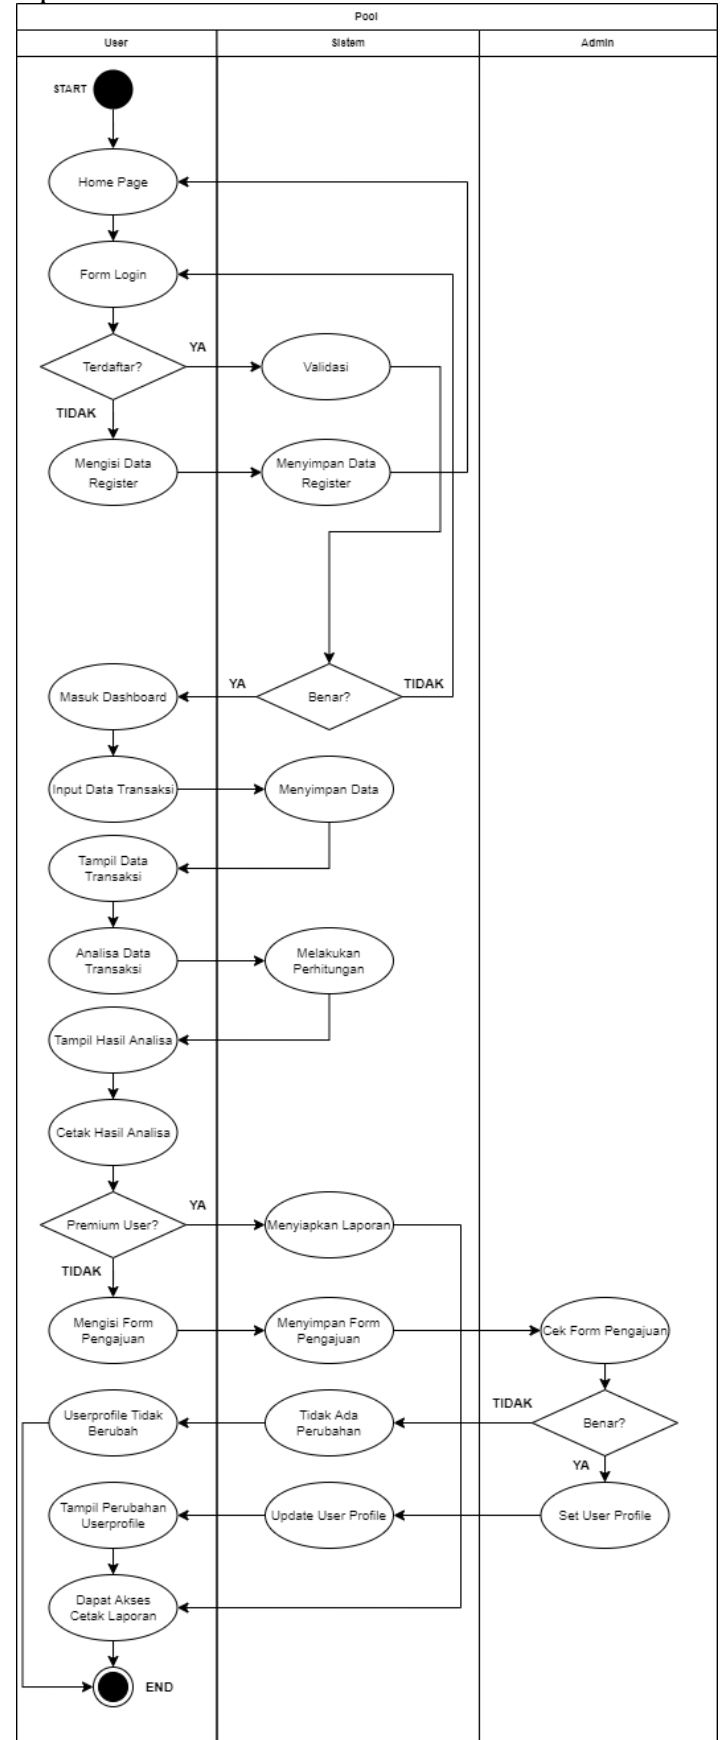 Pool
User
Sistem
Admin
START
Home Page
Form Login
Terdaftar?
YA
Validasi
TIDAK
Mengisi Data
Register
Menyimpan Data
Register
Masuk Dashboard
YA
Benar?
TIDAK
Input Data Transaksi
Menyimpan Data
Tampil Data
Transaksi
Analisa Data
Transaksi
Melakukan
Perhitungan
Tampil Hasil Analisa
Cetak Hasil Analisa
Premium User?
YA
Menyiapkan Laporan
TIDAK
Mengisi Form
Pengajuan
Menyimpan Form
Pengajuan
Cek Form Pengajuan
Userprofile Tidak
Berubah
Tidak Ada
Perubahan
TIDAK
Benar?
YA
Tampil Perubahan
Userprofile
Update User Profile
Set User Profile
Dapat Akses
Cetak Laporan
END